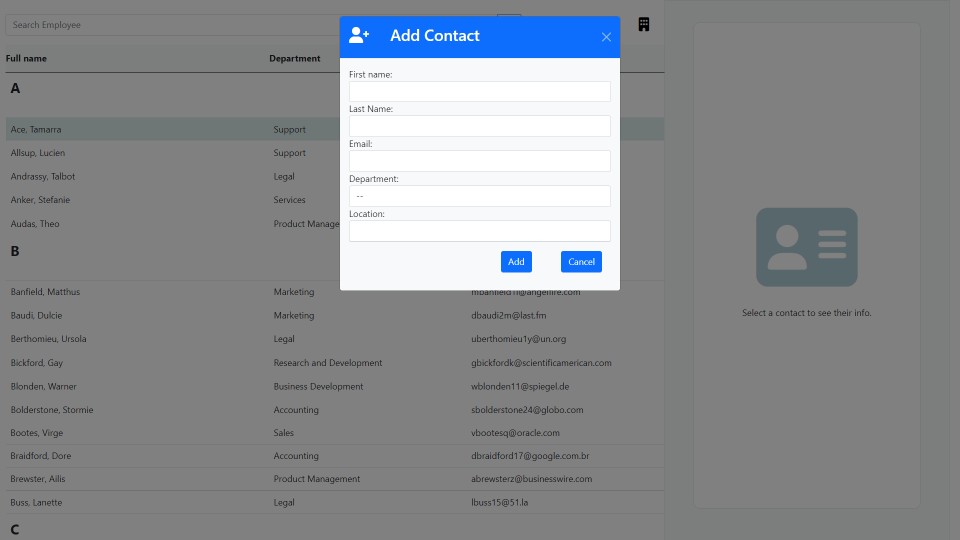 Search Employee
Add Contact
Full name Department
First name:
Last Name:
Email:
Department:
--
Location:
Add Cancel
A
Ace, Tamarra Support
Allsup, Lucien Support
Andrassy, Talbot Legal
Anker, Stefanie Services
Audas, Theo Product Manage
B
Banfield, Matthus Marketing mbanfield1i@angelfire.com
Baudi, Dulcie Marketing dbaudi2m@last.fm
Berthomieu, Ursola Legal uberthomieu1y@un.org
Bickford, Gay Research and Development gbickfordk@scientificamerican.com
Blonden, Warner Business Development wblonden11@spiegel.de
Bolderstone, Stormie Accounting sbolderstone24@globo.com
Bootes, Virge Sales vbootesq@oracle.com
Braidford, Dore Accounting dbraidford17@google.com.br
Brewster, Ailis Product Management abrewsterz@businesswire.com
Buss, Lanette Legal lbuss15@51.la
C
Select a contact to see their info.